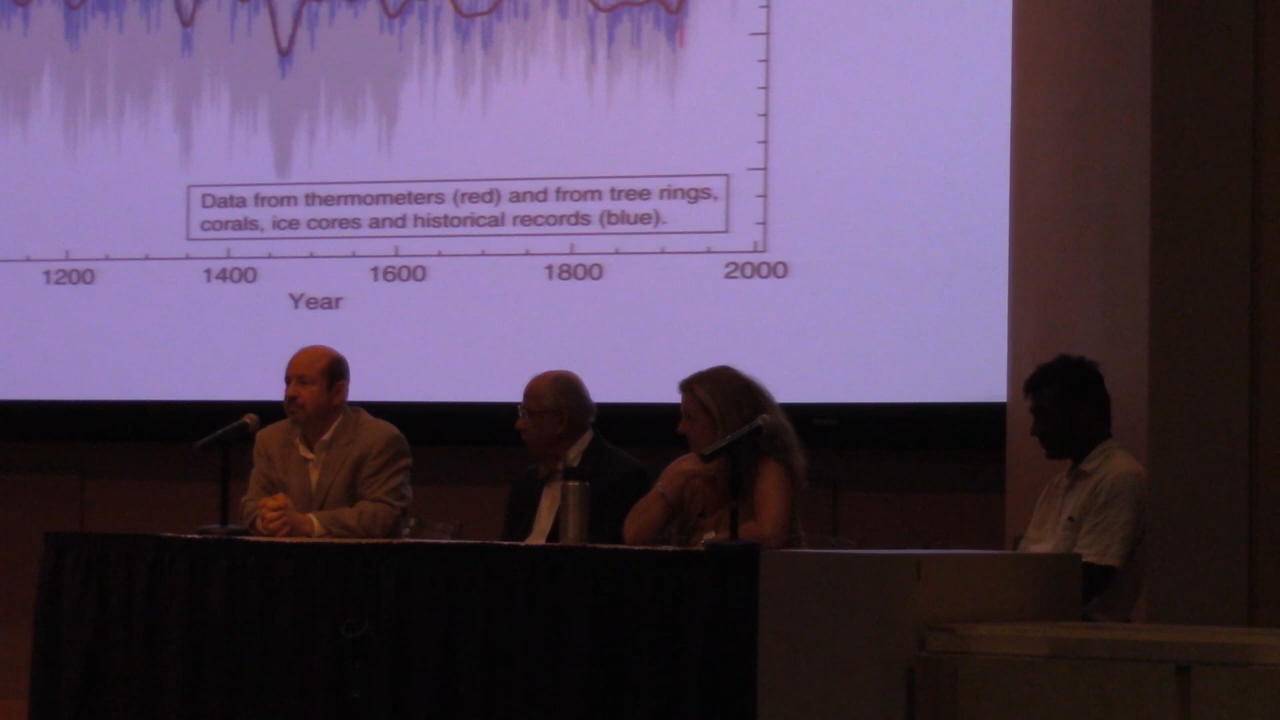 Data from thermometers (red) and from tree rings,
corals, ice cores and historical records (blue).
1200 1400 1600 1800 2000
Year